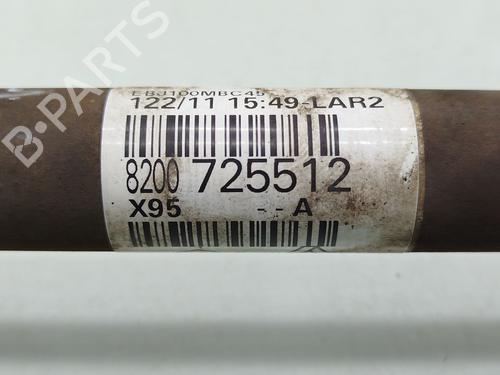 EBJ100MBC45
122/11 15:49-LAR2
8200 725512
X95 - - A
B-PARTS